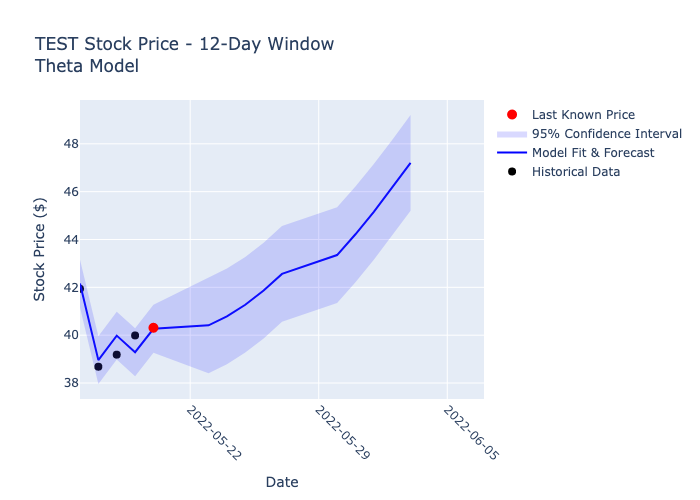 TEST Stock Price - 12-Day Window
Theta Model
Last Known Price
95% Confidence Interval
Model Fit & Forecast
Historical Data
Stock Price ($)
48
46
44
42
40
38
2022-05-22
2022-05-29
2022-06-05
Date